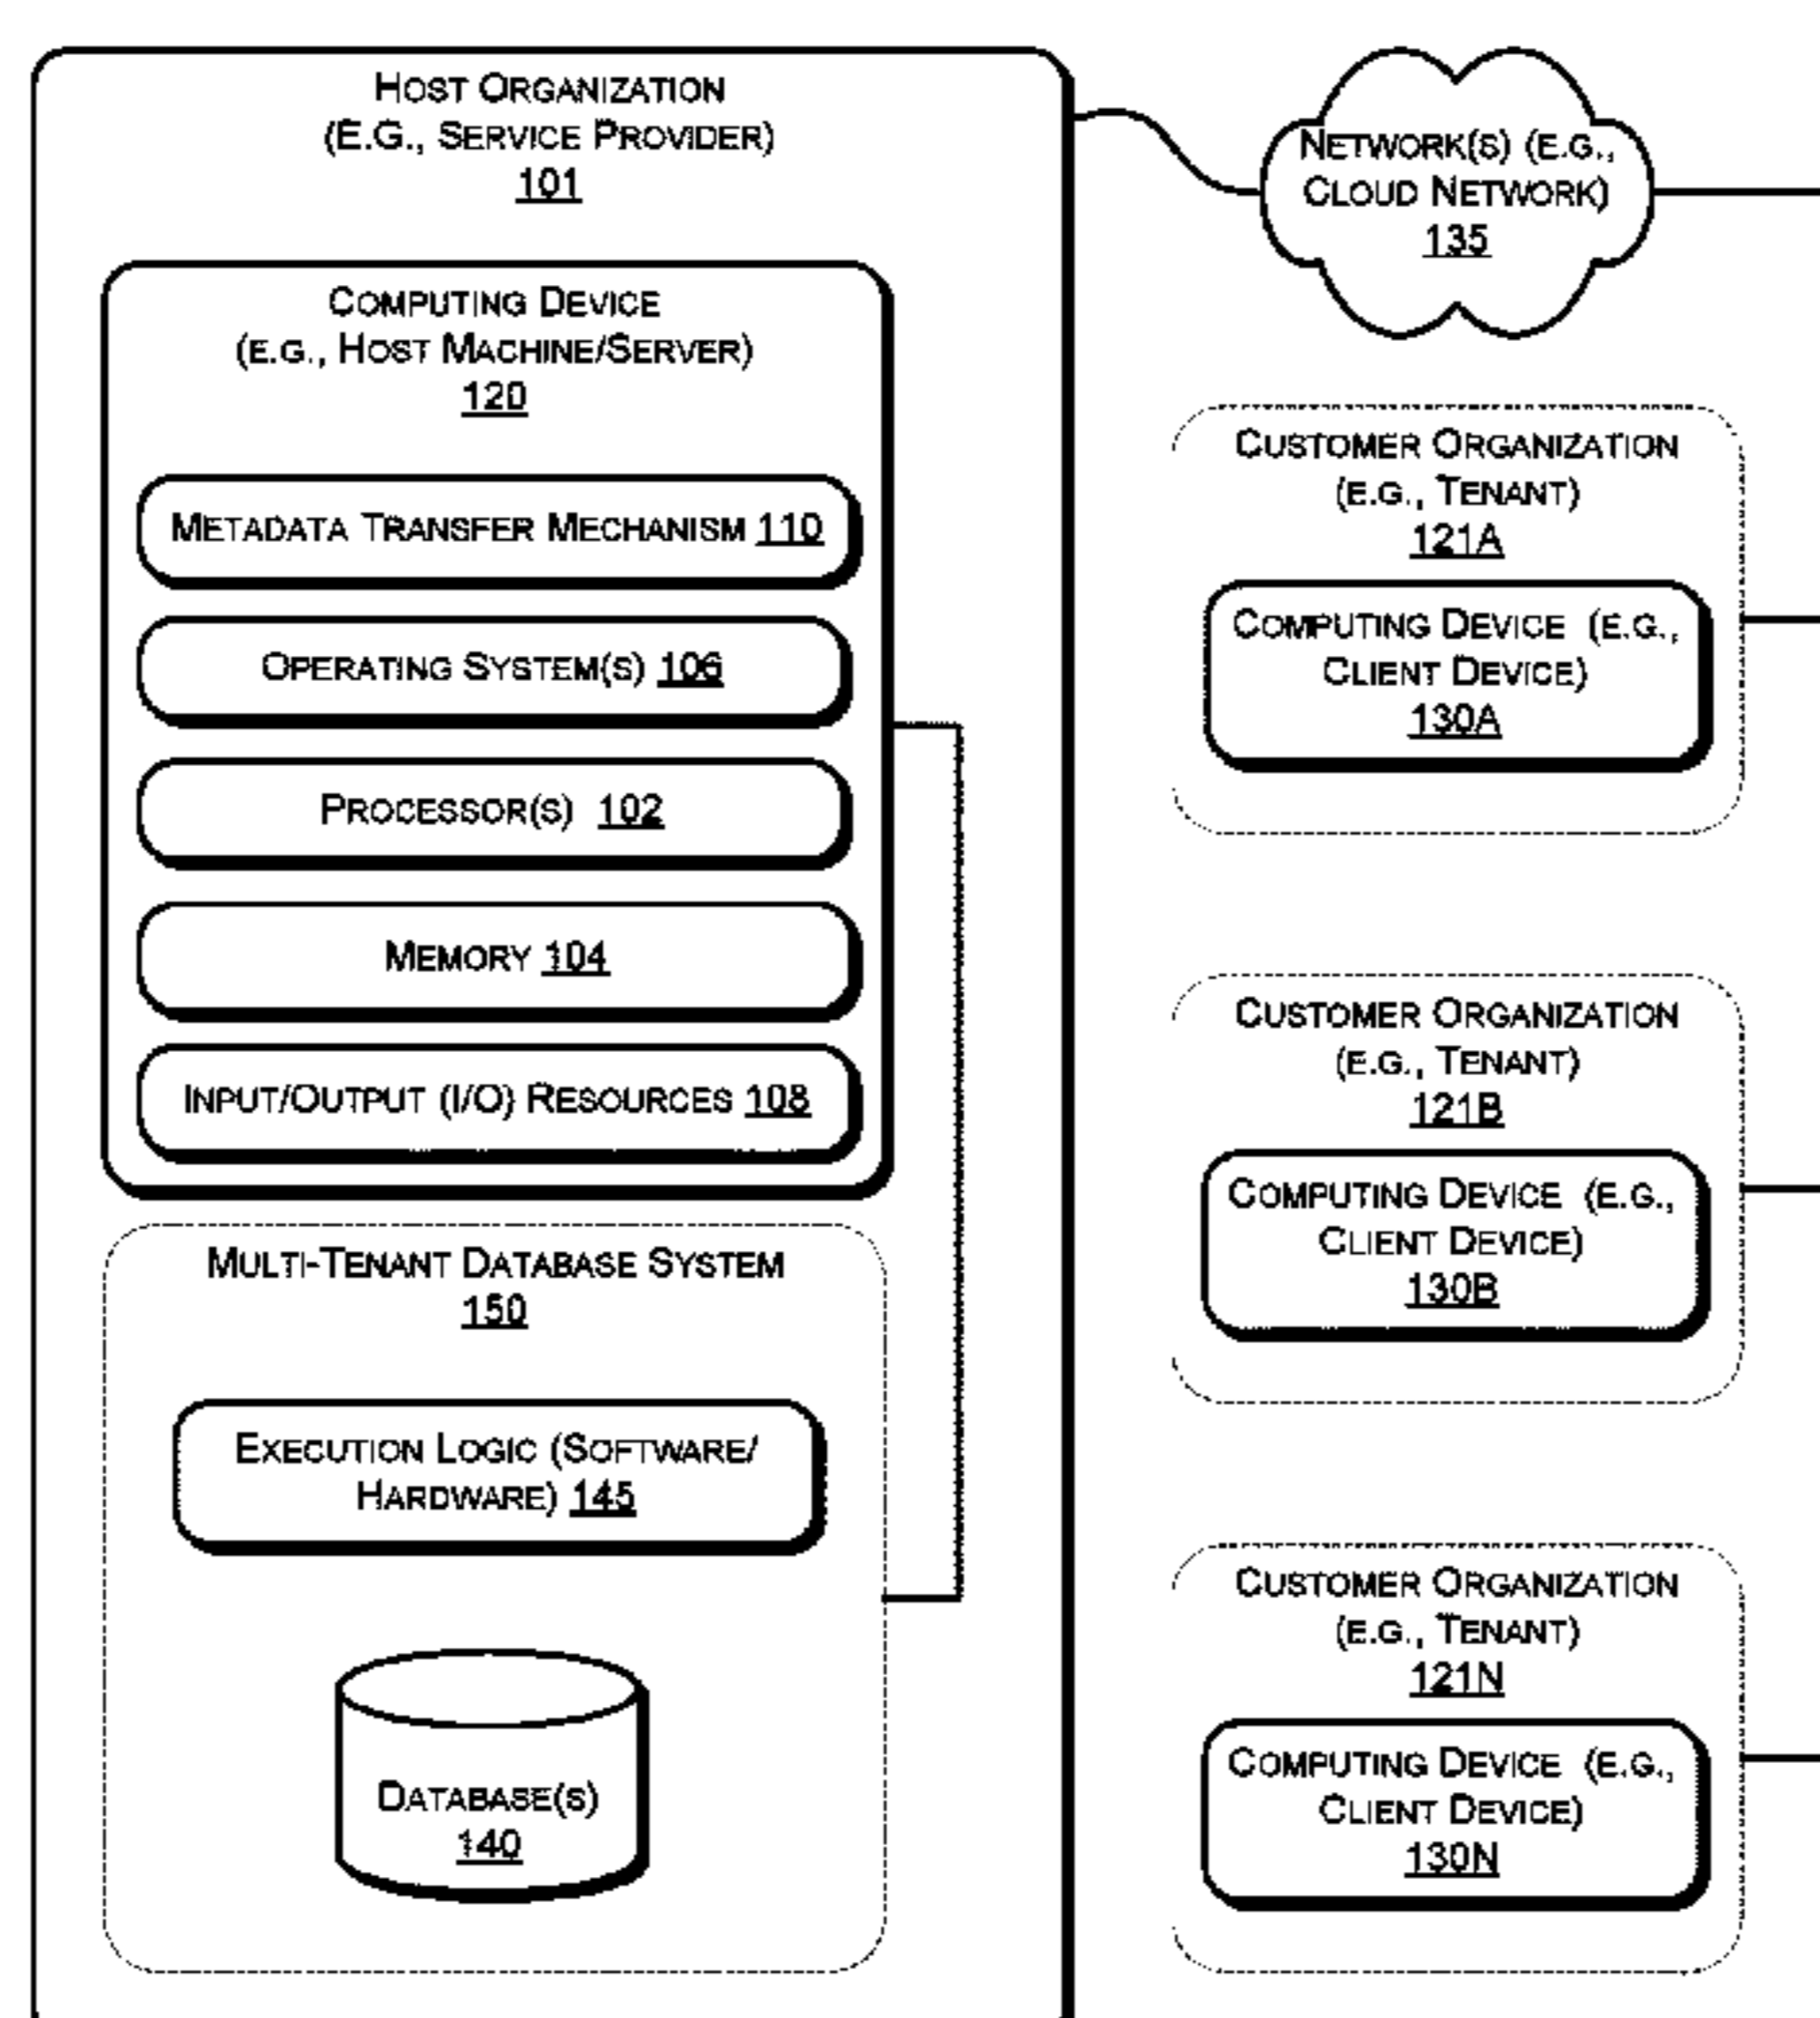 HOST ORGANIZATION
(E.G., SERVICE PROVIDER)
101
COMPUTING DEVICE
(E.G., HOST MACHINE/SERVER)
120
METADATA TRANSFER MECHANISM 110
OPERATING SYSTEM(S) 106
PROCESSOR(S) 102
MEMORY 104
INPUT/OUTPUT (I/O) RESOURCES 108
MULTI-TENANT DATABASE SYSTEM
150
EXECUTION LOGIC (SOFTWARE/
HARDWARE) 145
DATABASE(S)
140
NETWORK(S) (E.G.,
CLOUD NETWORK)
135
CUSTOMER ORGANIZATION
(E.G., TENANT)
121A
COMPUTING DEVICE (E.G.,
CLIENT DEVICE)
130A
CUSTOMER ORGANIZATION
(E.G., TENANT)
121B
COMPUTING DEVICE (E.G.,
CLIENT DEVICE)
130B
CUSTOMER ORGANIZATION
(E.G., TENANT)
121N
COMPUTING DEVICE (E.G.,
CLIENT DEVICE)
130N